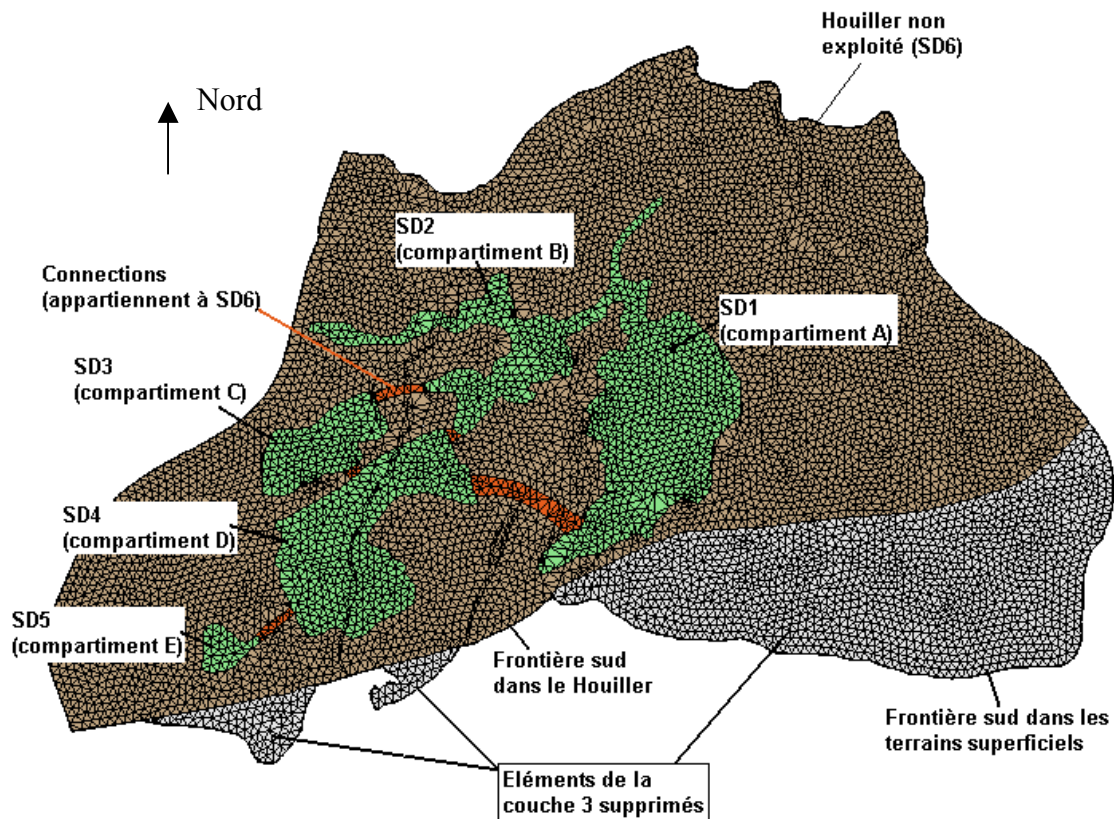 Houiller non
exploité (SD6)
Nord
SD2
(compartiment B)
Connections
(appartiennent à SD6)
SD1
(compartiment A)
SD3
(compartiment C)
SD4
(compartiment D)
SD5
(compartiment E)
Frontière sud
dans le Houiller
Frontière sud dans les
terrains superficiels
Eléments de la
couche 3 supprimés